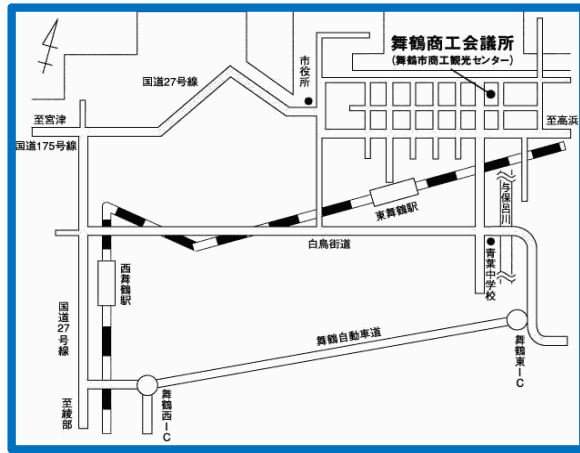 舞鶴商工会議所
(舞鶴市商工観光センター)
市役所
国道27号線
至宮津
国道175号線
至高浜
与保呂川
東舞鶴駅
白鳥街道
青葉中学校
西舞鶴駅
国道27号線
舞鶴自動車道
舞鶴東IC
舞鶴西IC
至綾部